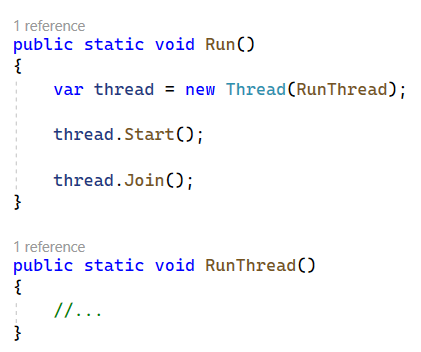 1 reference
public static void Run()
{
var thread = new Thread(RunThread);
thread.Start();
thread.Join();
}
1 reference
public static void RunThread()
{
//...
}